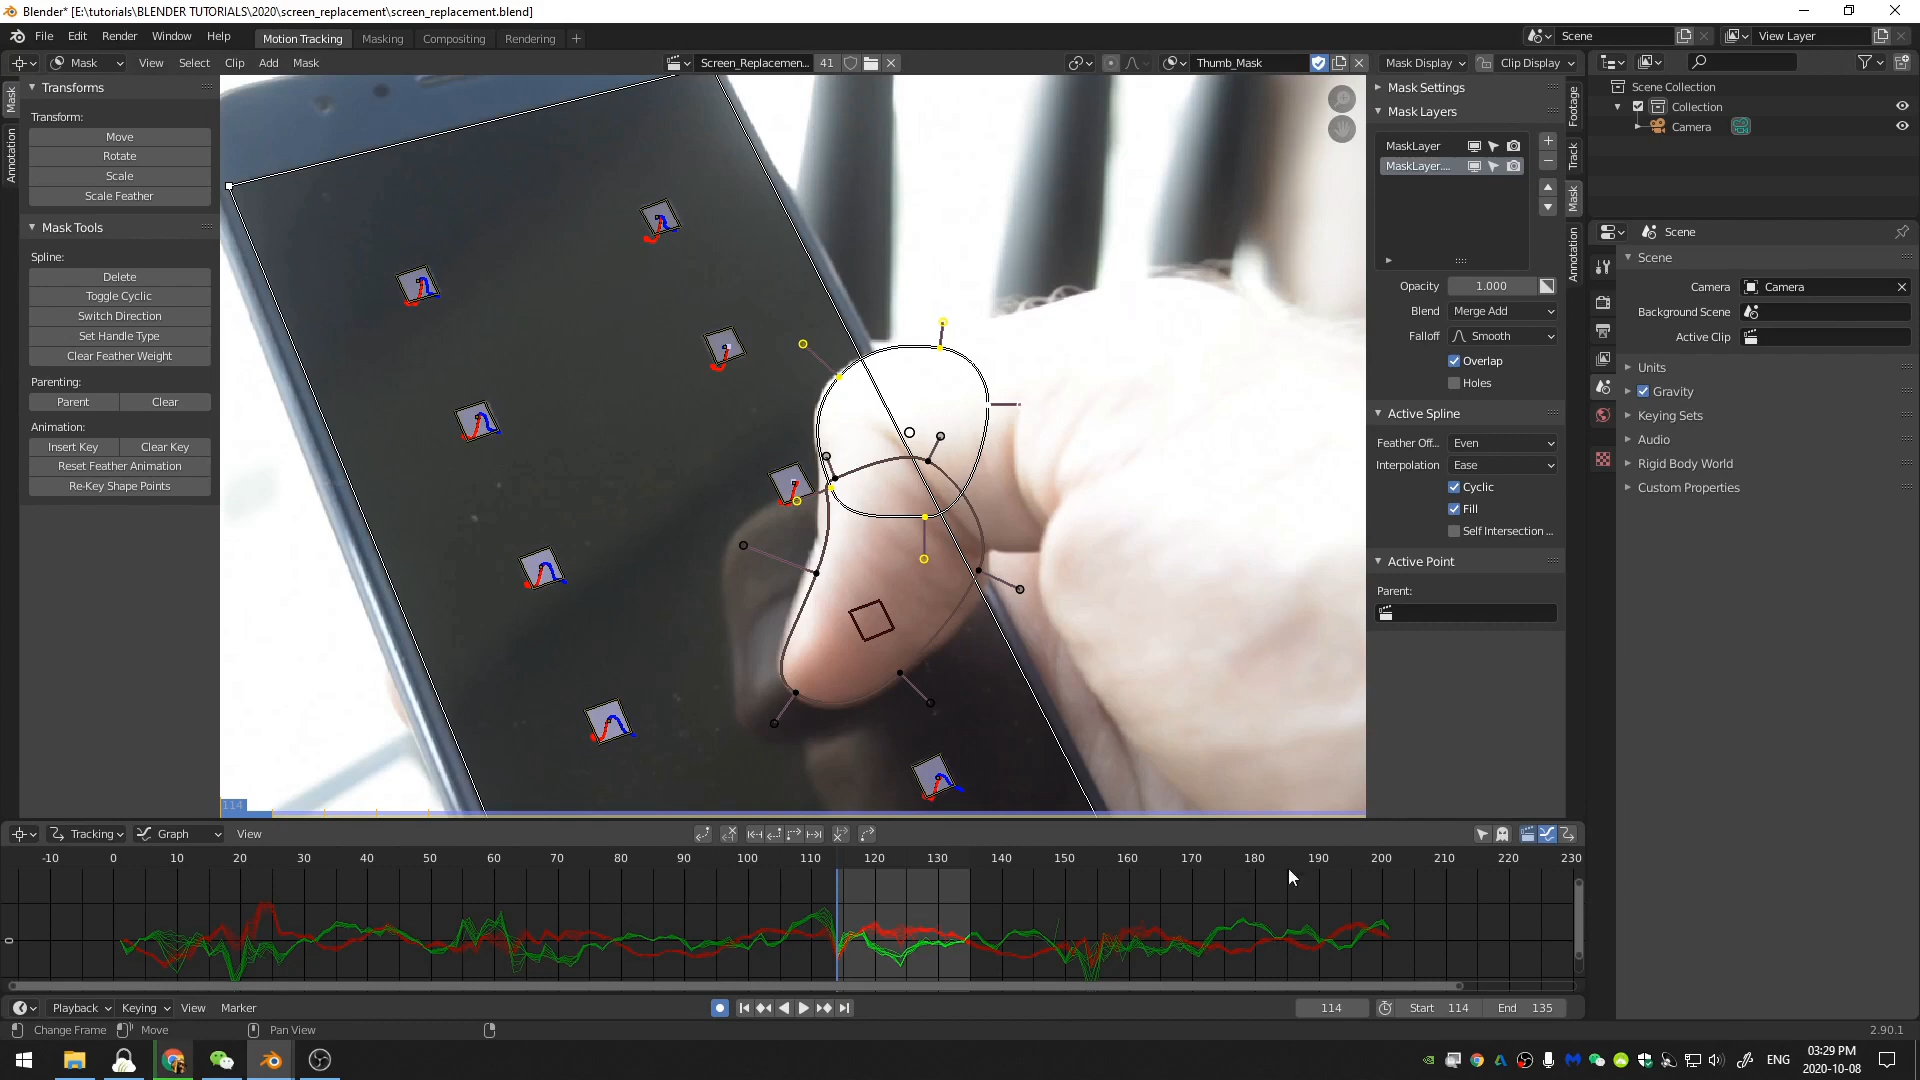 Blender* [E:\tutorials\BLENDER TUTORIALS\2020\screen_replacement\screen_replacement.blend]
File Edit Render Window Help Motion Tracking Masking Compositing Rendering + Scene View Layer
Mask View Select Clip Add Mask Screen_Replacemen... 41 Thumb_Mask Mask Display Clip Display
Transforms
Transform:
Move
Rotate
Scale
Scale Feather
Mask Tools
Spline:
Delete
Toggle Cyclic
Switch Direction
Set Handle Type
Clear Feather Weight
Parenting:
Parent Clear
Animation:
Insert Key Clear Key
Reset Feather Animation
Re-Key Shape Points
Mask
Annotation
114
Mask Settings
Mask Layers
MaskLayer
MaskLayer....
Opacity 1.000
Blend Merge Add
Falloff Smooth
Overlap
Holes
Active Spline
Feather Off... Even
Interpolation Ease
Cyclic
Fill
Self Intersection ...
Active Point
Parent:
Footage
Track
Mask
Annotation
Scene Collection
Collection
Camera
Scene
Scene
Camera Camera
Background Scene
Active Clip
Units
Gravity
Keying Sets
Audio
Rigid Body World
Custom Properties
Tracking Graph View
-10 0 10 20 30 40 50 60 70 80 90 100 110 120 130 140 150 160 170 180 190 200 210 220 230
0
Playback Keying View Marker 114 Start 114 End 135
Change Frame Move Pan View 2.90.1
ENG 03:29 PM
2020-10-08